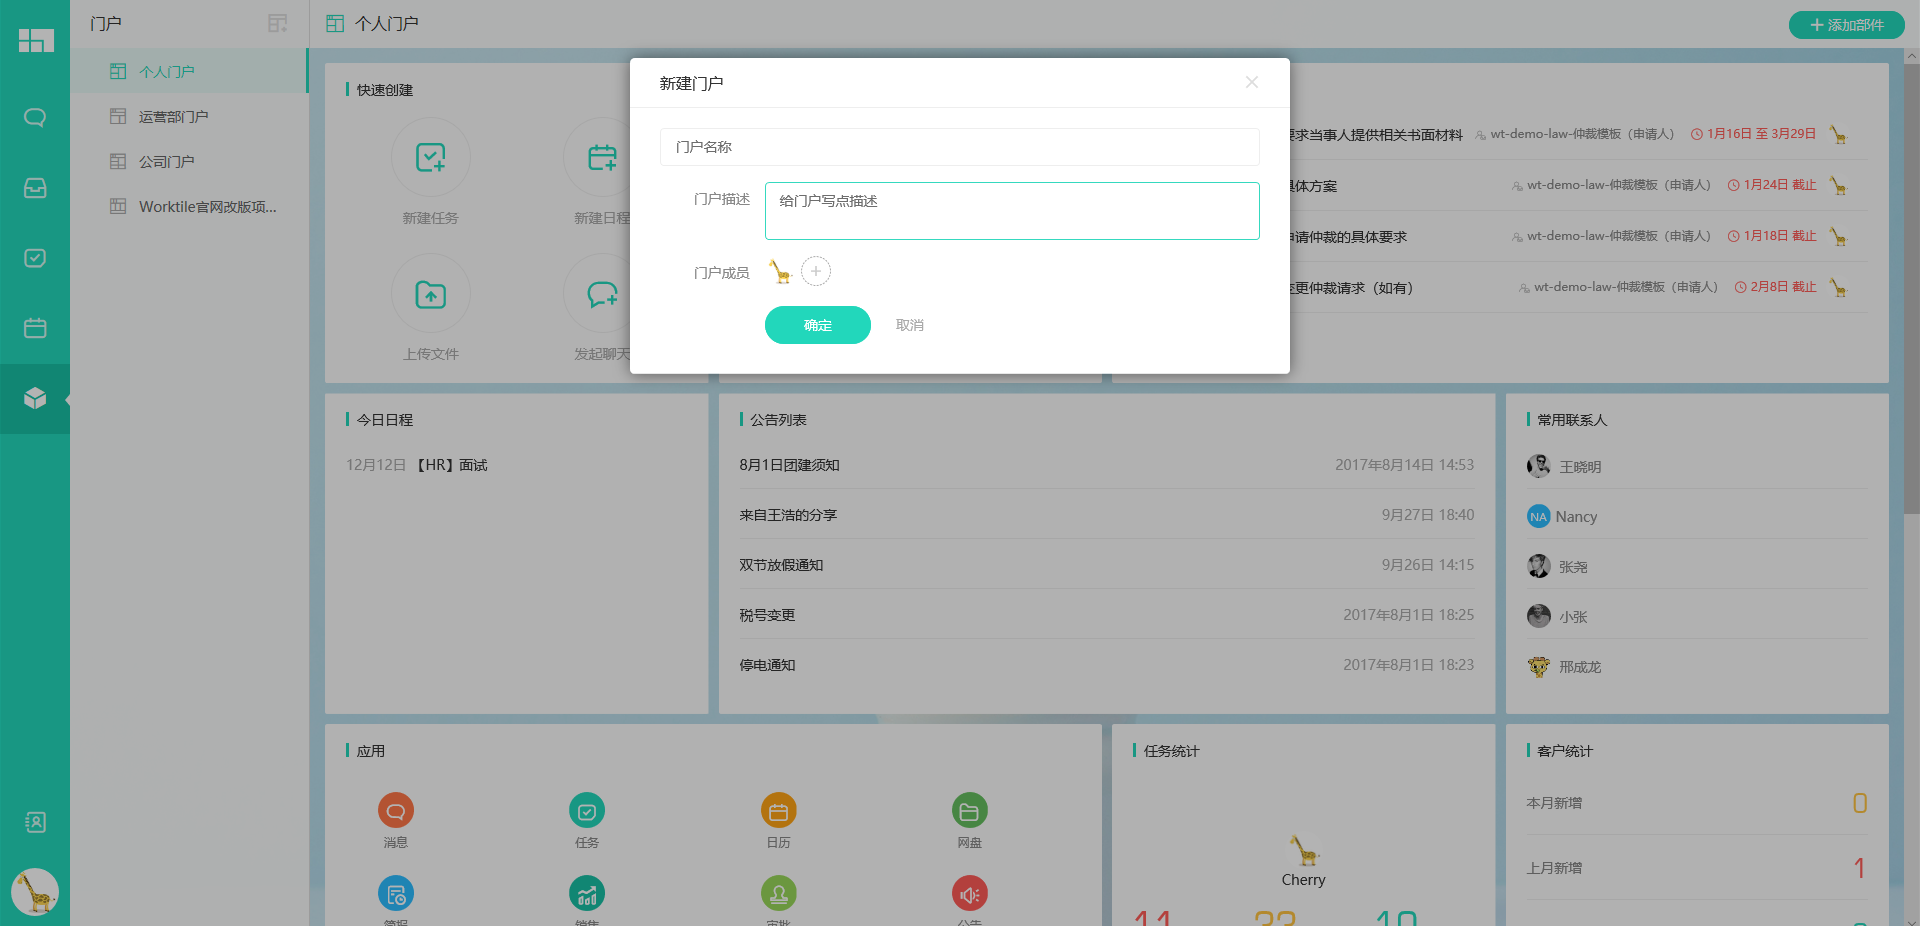 门户
个人门户
添加部件
个人门户
运营部门户
公司门户
Worktile官网改版项...
快速创建
新建任务
新建日程
上传文件
发起聊天
新建门户
门户名称
门户描述
给门户写点描述
门户成员
确定
取消
求当事人提供相关书面材料
wt-demo-law-仲裁模板（申请人）
1月16日 至 3月29日
体方案
wt-demo-law-仲裁模板（申请人）
1月24日 截止
请仲裁的具体要求
wt-demo-law-仲裁模板（申请人）
1月18日 截止
更仲裁请求（如有）
wt-demo-law-仲裁模板（申请人）
2月8日 截止
今日日程
12月12日 【HR】面试
公告列表
8月1日团建须知
2017年8月14日 14:53
来自王浩的分享
9月27日 18:40
双节放假通知
9月26日 14:15
税号变更
2017年8月1日 18:25
停电通知
2017年8月1日 18:23
常用联系人
王晓明
NA Nancy
张尧
小张
邢成龙
应用
消息
任务
日历
网盘
简报
销售
审批
公告
任务统计
Cherry
11
33
10
客户统计
本月新增
0
上月新增
1